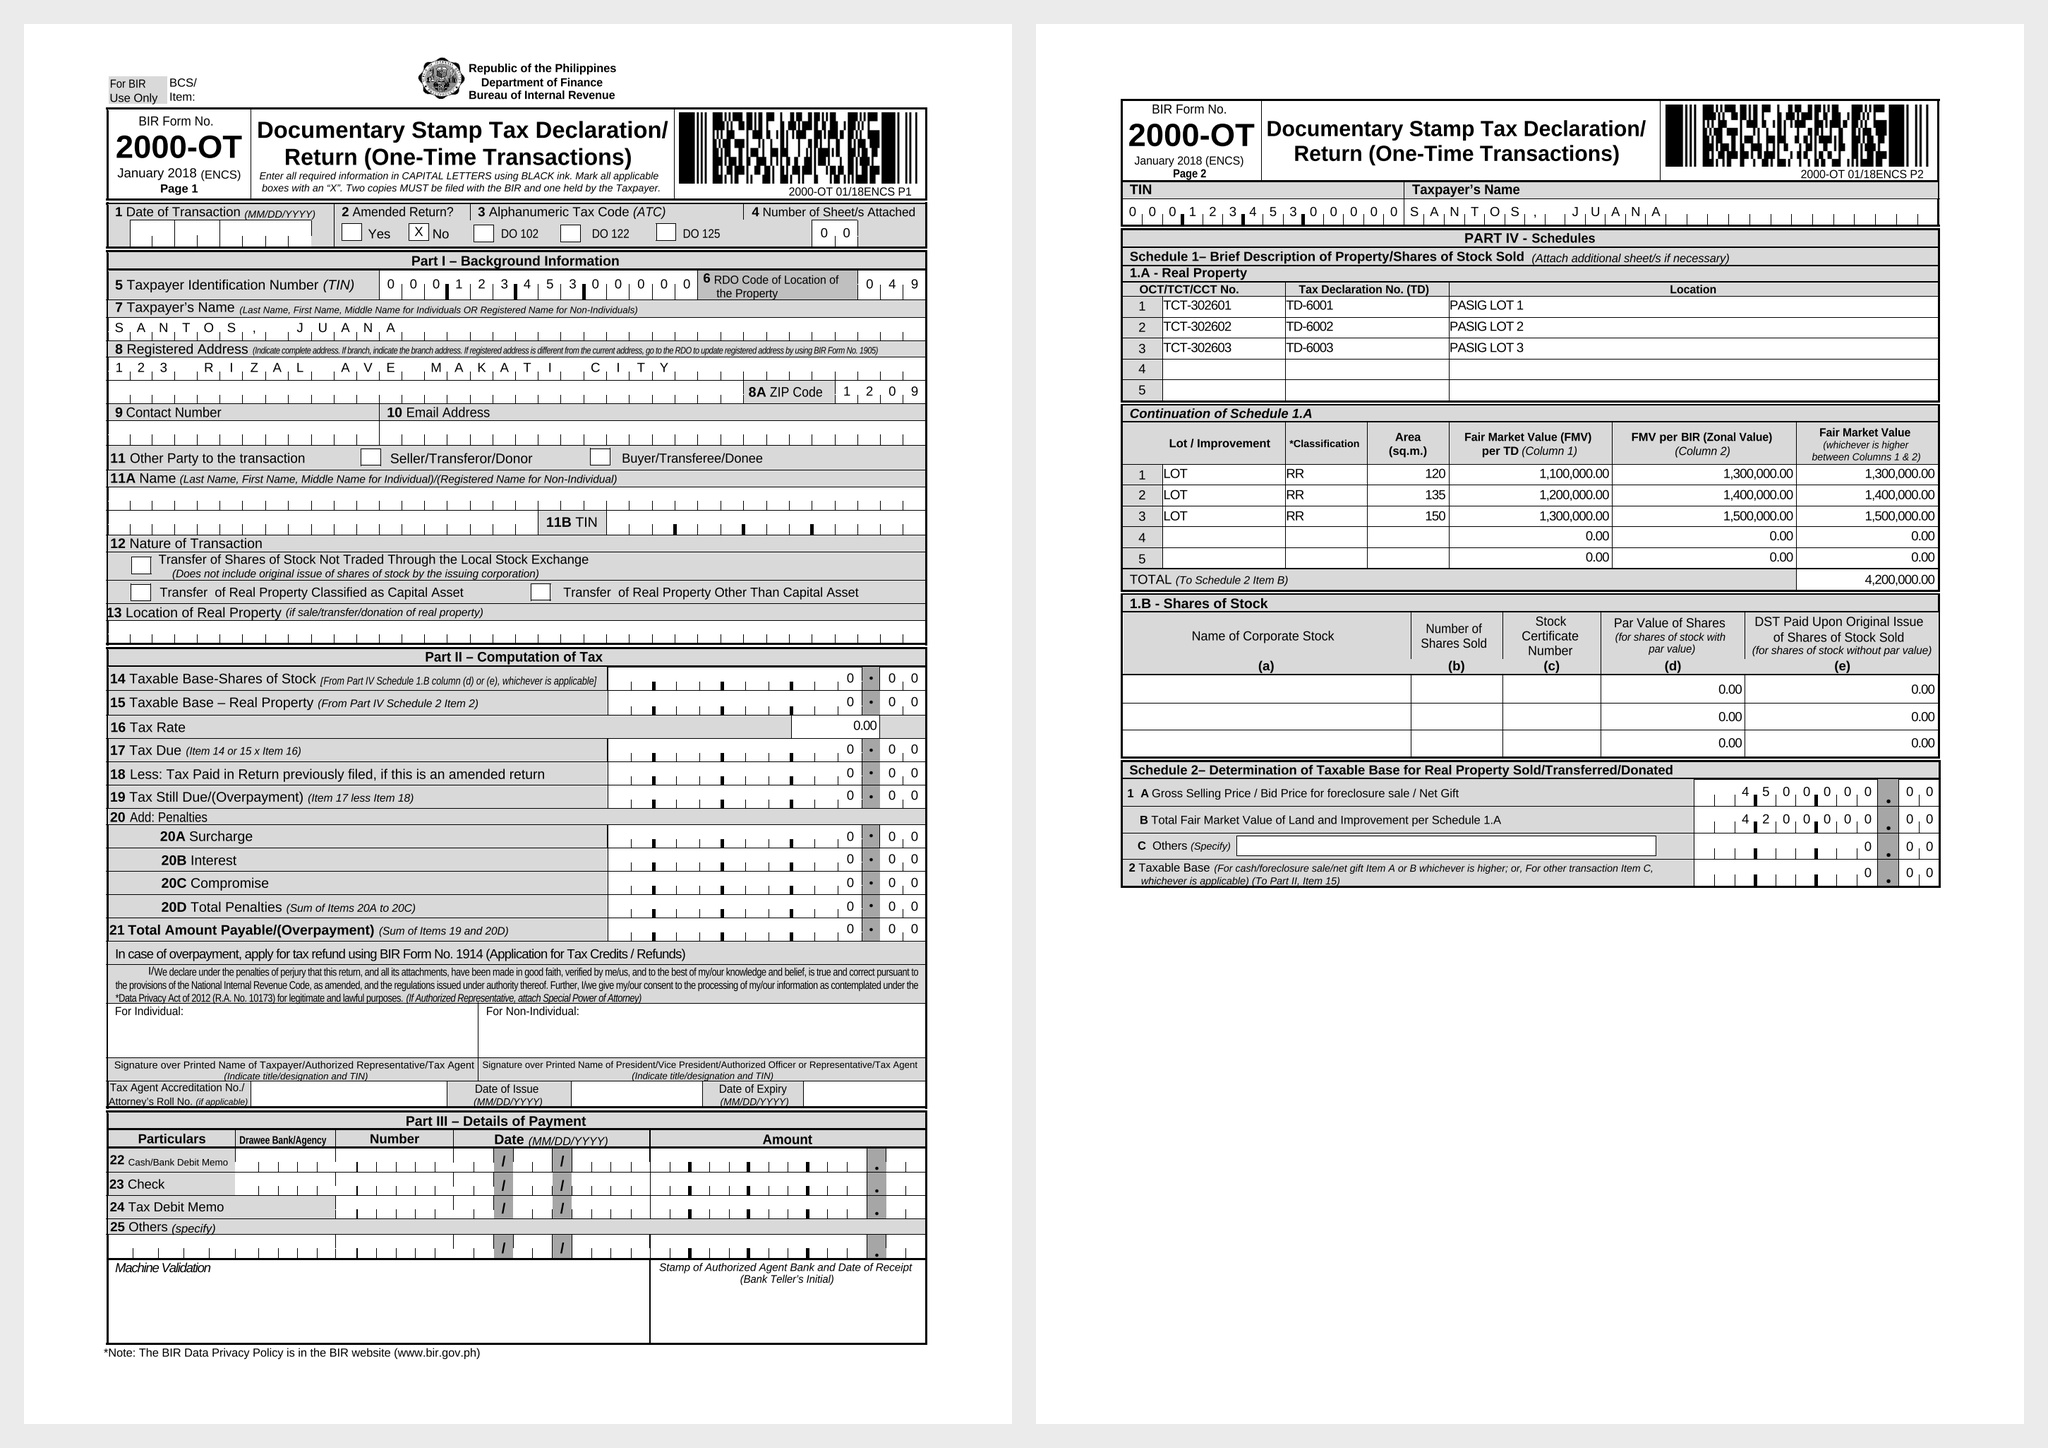 For BIR Use Only
BCS/ Item:
Republic of the Philippines
Department of Finance
Bureau of Internal Revenue
BIR Form No.
2000-OT
January 2018 (ENCS)
Page 1
Documentary Stamp Tax Declaration/
Return (One-Time Transactions)
Enter all required information in CAPITAL LETTERS using BLACK ink. Mark all applicable
boxes with an “X”. Two copies MUST be filed with the BIR and one held by the Taxpayer.
2000-OT 01/18ENCS P1
1 Date of Transaction (MM/DD/YYYY)
2 Amended Return?
Yes X No
3 Alphanumeric Tax Code (ATC)
DO 102 DO 122 DO 125
4 Number of Sheet/s Attached
0 0
Part I – Background Information
5 Taxpayer Identification Number (TIN) 0 0 0 1 2 3 4 5 3 0 0 0 0 0
6 RDO Code of Location of the Property 0 4 9
7 Taxpayer’s Name (Last Name, First Name, Middle Name for Individuals OR Registered Name for Non-Individuals)
SANTOS, JUANA
8 Registered Address (Indicate complete address. If branch, indicate the branch address. If registered address is different from the current address, go to the RDO to update registered address by using BIR Form No. 1905)
123 RIZAL AVE MAKATI CITY
8A ZIP Code 1 2 0 9
9 Contact Number
10 Email Address
11 Other Party to the transaction Seller/Transferor/Donor Buyer/Transferee/Donee
11A Name (Last Name, First Name, Middle Name for Individual)/(Registered Name for Non-Individual)
11B TIN
12 Nature of Transaction
Transfer of Shares of Stock Not Traded Through the Local Stock Exchange
(Does not include original issue of shares of stock by the issuing corporation)
Transfer of Real Property Classified as Capital Asset Transfer of Real Property Other Than Capital Asset
13 Location of Real Property (if sale/transfer/donation of real property)
Part II – Computation of Tax
14 Taxable Base-Shares of Stock [From Part IV Schedule 1.B column (d) or (e), whichever is applicable] 0 • 0 0
15 Taxable Base – Real Property (From Part IV Schedule 2 Item 2) 0 • 0 0
16 Tax Rate 0.00
17 Tax Due (Item 14 or 15 x Item 16) 0 • 0 0
18 Less: Tax Paid in Return previously filed, if this is an amended return 0 • 0 0
19 Tax Still Due/(Overpayment) (Item 17 less Item 18) 0 • 0 0
20 Add: Penalties
20A Surcharge 0 • 0 0
20B Interest 0 • 0 0
20C Compromise 0 • 0 0
20D Total Penalties (Sum of Items 20A to 20C) 0 • 0 0
21 Total Amount Payable/(Overpayment) (Sum of Items 19 and 20D) 0 • 0 0
In case of overpayment, apply for tax refund using BIR Form No. 1914 (Application for Tax Credits / Refunds)
I/We declare under the penalties of perjury that this return, and all its attachments, have been made in good faith, verified by me/us, and to the best of my/our knowledge and belief, is true and correct pursuant to
the provisions of the National Internal Revenue Code, as amended, and the regulations issued under authority thereof. Further, I/we give my/our consent to the processing of my/our information as contemplated under the
*Data Privacy Act of 2012 (R.A. No. 10173) for legitimate and lawful purposes. (If Authorized Representative, attach Special Power of Attorney)
For Individual: For Non-Individual:
Signature over Printed Name of Taxpayer/Authorized Representative/Tax Agent
(Indicate title/designation and TIN)
Signature over Printed Name of President/Vice President/Authorized Officer or Representative/Tax Agent
(Indicate title/designation and TIN)
Tax Agent Accreditation No./
Attorney’s Roll No. (if applicable)
Date of Issue
(MM/DD/YYYY)
Date of Expiry
(MM/DD/YYYY)
Part III – Details of Payment
Particulars Drawee Bank/Agency Number Date (MM/DD/YYYY) Amount
22 Cash/Bank Debit Memo / / .
23 Check / / .
24 Tax Debit Memo / / .
25 Others (specify)
/ / .
Machine Validation
Stamp of Authorized Agent Bank and Date of Receipt
(Bank Teller’s Initial)
*Note: The BIR Data Privacy Policy is in the BIR website (www.bir.gov.ph)
BIR Form No.
2000-OT
January 2018 (ENCS)
Page 2
Documentary Stamp Tax Declaration/
Return (One-Time Transactions)
2000-OT 01/18ENCS P2
TIN Taxpayer’s Name
0 0 0 1 2 3 4 5 3 0 0 0 0 0 SANTOS, JUANA
PART IV - Schedules
Schedule 1– Brief Description of Property/Shares of Stock Sold (Attach additional sheet/s if necessary)
1.A - Real Property
OCT/TCT/CCT No. Tax Declaration No. (TD) Location
1 TCT-302601 TD-6001 PASIG LOT 1
2 TCT-302602 TD-6002 PASIG LOT 2
3 TCT-302603 TD-6003 PASIG LOT 3
4
5
Continuation of Schedule 1.A
Lot / Improvement *Classification Area (sq.m.) Fair Market Value (FMV) per TD (Column 1) FMV per BIR (Zonal Value) (Column 2) Fair Market Value (whichever is higher between Columns 1 & 2)
1 LOT RR 120 1,100,000.00 1,300,000.00 1,300,000.00
2 LOT RR 135 1,200,000.00 1,400,000.00 1,400,000.00
3 LOT RR 150 1,300,000.00 1,500,000.00 1,500,000.00
4 0.00 0.00 0.00
5 0.00 0.00 0.00
TOTAL (To Schedule 2 Item B) 4,200,000.00
1.B - Shares of Stock
Name of Corporate Stock (a) Number of Shares Sold (b) Stock Certificate Number (c) Par Value of Shares (for shares of stock with par value) (d) DST Paid Upon Original Issue of Shares of Stock Sold (for shares of stock without par value) (e)
0.00 0.00
0.00 0.00
0.00 0.00
Schedule 2– Determination of Taxable Base for Real Property Sold/Transferred/Donated
1 A Gross Selling Price / Bid Price for foreclosure sale / Net Gift 4 5 0 0 0 0 0 . 0 0
B Total Fair Market Value of Land and Improvement per Schedule 1.A 4 2 0 0 0 0 0 . 0 0
C Others (Specify) 0 . 0 0
2 Taxable Base (For cash/foreclosure sale/net gift Item A or B whichever is higher; or, For other transaction Item C,
whichever is applicable) (To Part II, Item 15) 0 . 0 0